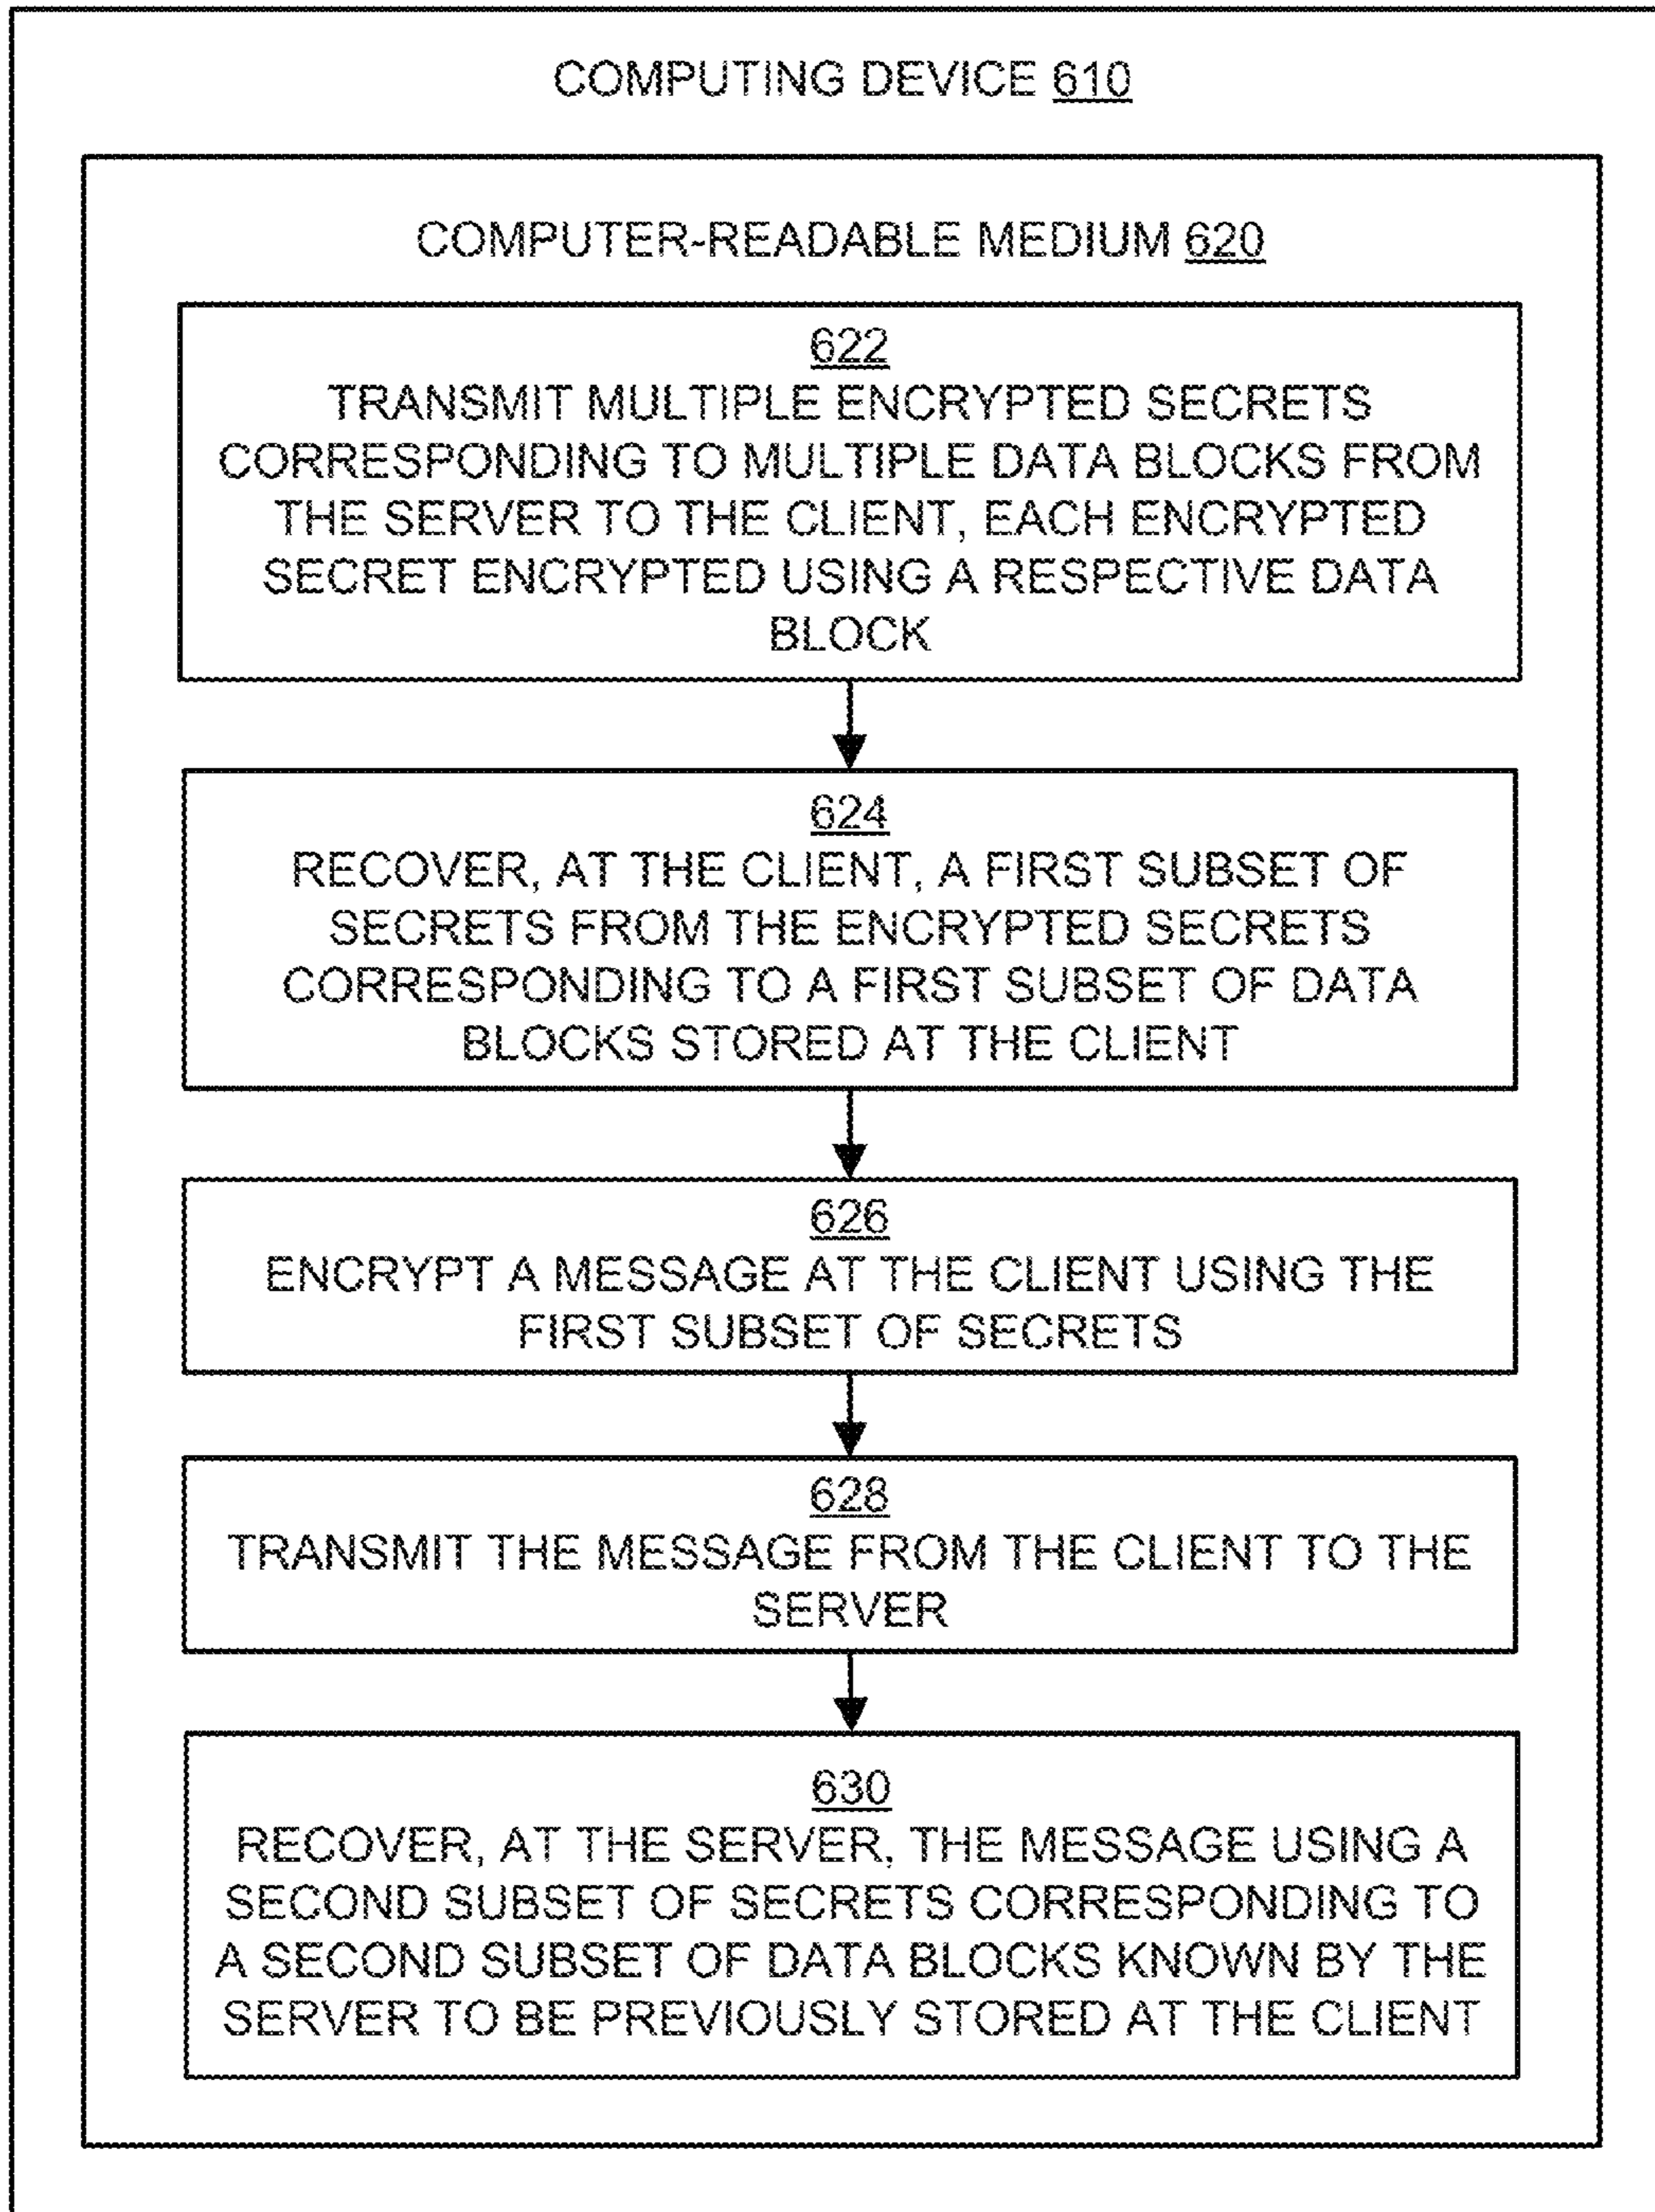 COMPUTING DEVICE 610
COMPUTER-READABLE MEDIUM 620
622
TRANSMIT MULTIPLE ENCRYPTED SECRETS
CORRESPONDING TO MULTIPLE DATA BLOCKS FROM
THE SERVER TO THE CLIENT, EACH ENCRYPTED
SECRET ENCRYPTED USING A RESPECTIVE DATA
BLOCK
624
RECOVER, AT THE CLIENT, A FIRST SUBSET OF
SECRETS FROM THE ENCRYPTED SECRETS
CORRESPONDING TO A FIRST SUBSET OF DATA
BLOCKS STORED AT THE CLIENT
626
ENCRYPT A MESSAGE AT THE CLIENT USING THE
FIRST SUBSET OF SECRETS
628
TRANSMIT THE MESSAGE FROM THE CLIENT TO THE
SERVER
630
RECOVER, AT THE SERVER, THE MESSAGE USING A
SECOND SUBSET OF SECRETS CORRESPONDING TO
A SECOND SUBSET OF DATA BLOCKS KNOWN BY THE
SERVER TO BE PREVIOUSLY STORED AT THE CLIENT